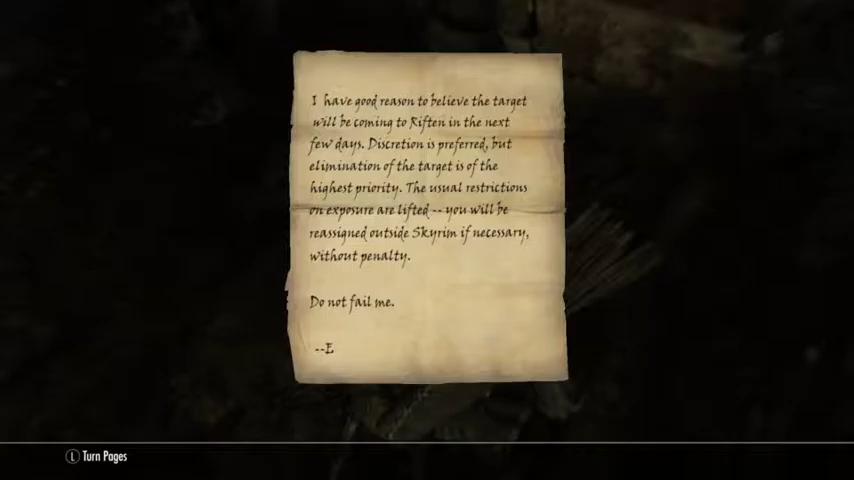 I have good reason to believe the target
will be coming to Riften in the next
few days. Discretion is preferred, but
elimination of the target is of the
highest priority. The usual restrictions
on exposure are lifted -- you will be
reassigned outside Skyrim if necessary,
without penalty.
Do not fail me.
--E
L Turn Pages